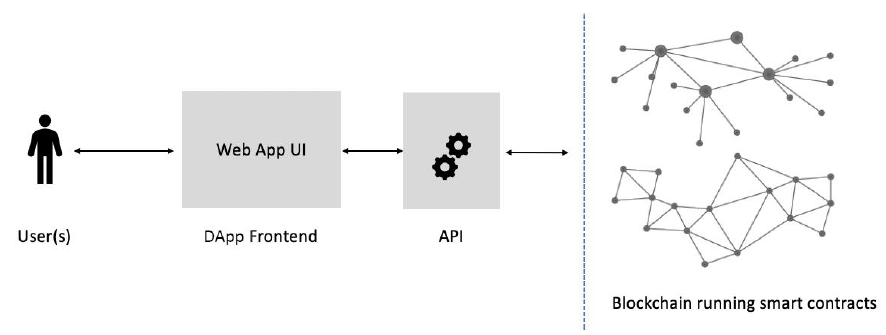 Web App UI
User(s)
DApp Frontend
API
Blockchain running smart contracts